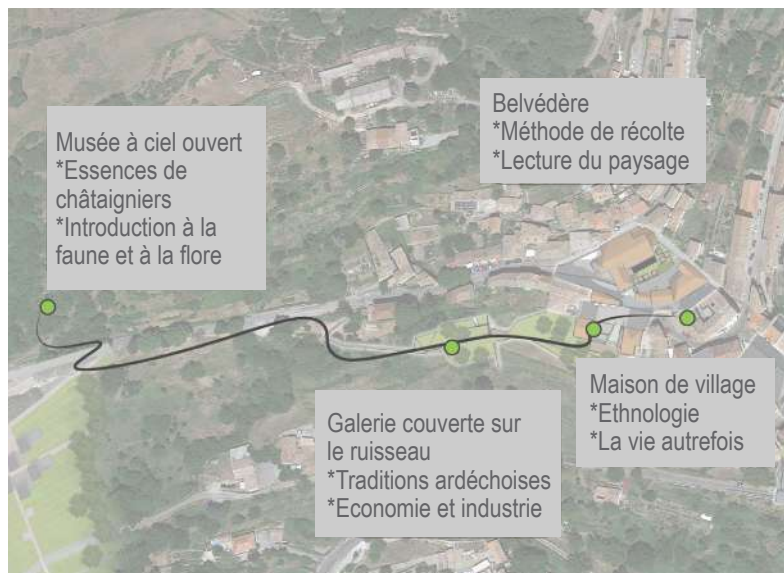 Musée à ciel ouvert
*Essences de
châtaigniers
*Introduction à la
faune et à la flore
Belvédère
*Méthode de récolte
*Lecture du paysage
Galerie couverte sur
le ruisseau
*Traditions ardéchoises
*Economie et industrie
Maison de village
*Ethnologie
*La vie autrefois